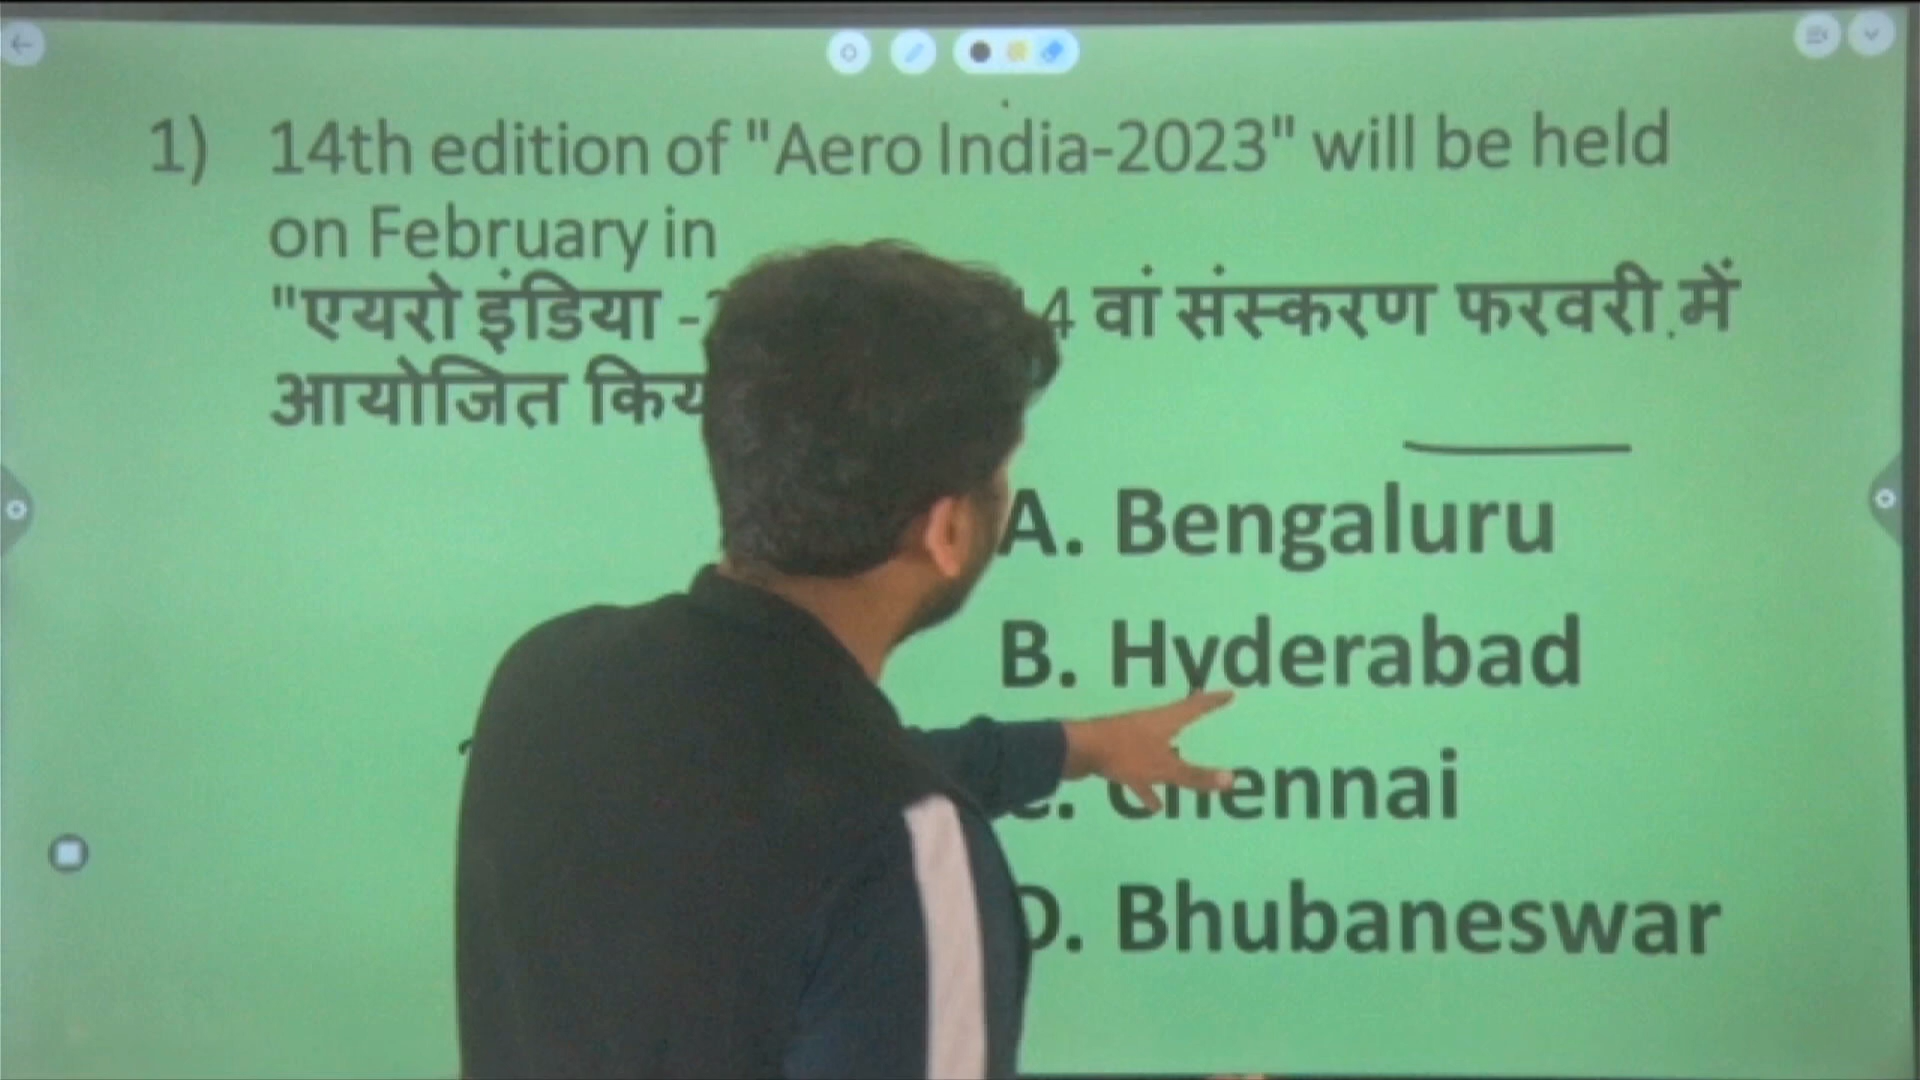 1) 14th edition of "Aero India-2023" will be held
on February in
"एयरो इंडिया - 4 वां संस्करण फरवरी में
आयोजित
A. Bengaluru
B. Hyderabad
C. Chennai
D. Bhubaneswar